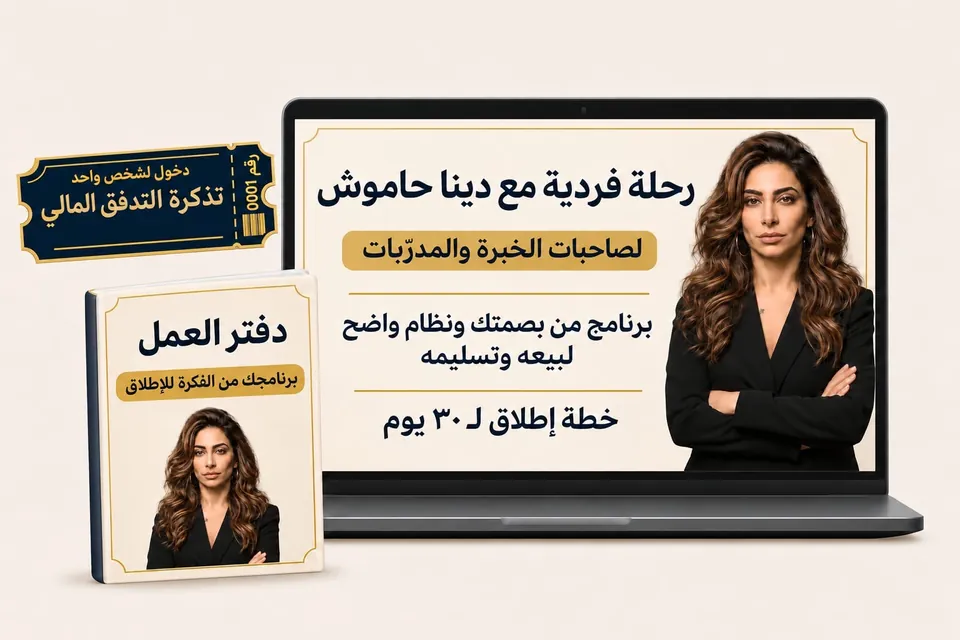 دخول لشخص واحد
تذكرة التدفق المالي
رقم 0001
رحلة فردية مع دينا حاموش
لصاحبات الخبرة والمدرّبات
برنامج من بصمتك ونظام واضح
لبيعه وتسليمه
خطة إطلاق لـ ٣٠ يوم
دفتر العمل
برنامجك من الفكرة للإطلاق